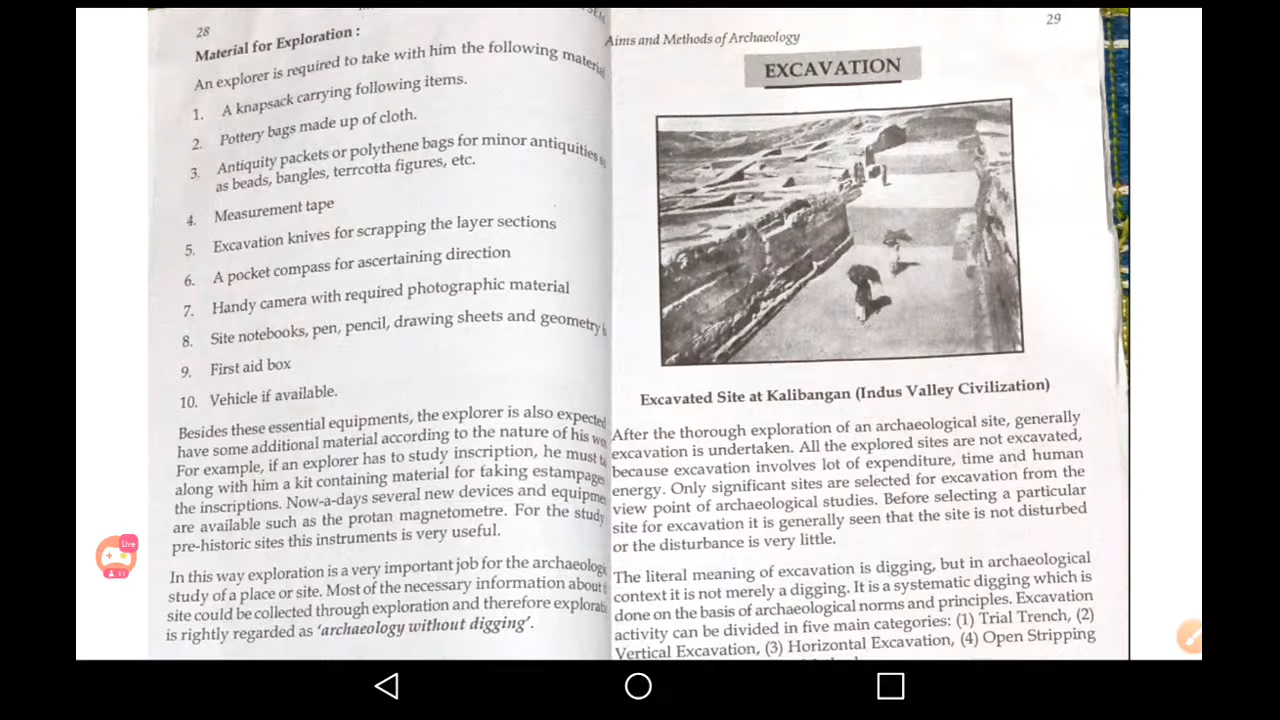 28
Material for Exploration :
An explorer is required to take with him the following material
1. A knapsack carrying following items.
2. Pottery bags made up of cloth.
3. Antiquity packets or polythene bags for minor antiquities
as beads, bangles, terrcotta figures, etc.
4. Measurement tape
5. Excavation knives for scrapping the layer sections
6. A pocket compass for ascertaining direction
7. Handy camera with required photographic material
8. Site notebooks, pen, pencil, drawing sheets and geometry
9. First aid box
10. Vehicle if available.
Besides these essential equipments, the explorer is also expected
have some additional material according to the nature of his
For example, if an explorer has to study inscription, he must
along with him a kit containing material for taking estampages
the inscriptions. Now-a-days several new devices and
are available such as the protan magnetometre. For the study
pre-historic sites this instruments is very useful.
In this way exploration is a very important job for the
study of a place or site. Most of the necessary information about
site could be collected through exploration and therefore
is rightly regarded as 'archaeology without digging'.
29
Aims and Methods of Archaeology
EXCAVATION
Excavated Site at Kalibangan (Indus Valley Civilization)
After the thorough exploration of an archaeological site, generally
excavation is undertaken. All the explored sites are not excavated,
because excavation involves lot of expenditure, time and human
energy. Only significant sites are selected for excavation from the
view point of archaeological studies. Before selecting a particular
site for excavation it is generally seen that the site is not disturbed
or the disturbance is very little.
The literal meaning of excavation is digging, but in archaeological
context it is not merely a digging. It is a systematic digging which is
done on the basis of archaeological norms and principles. Excavation
activity can be divided in five main categories: (1) Trial Trench, (2)
Vertical Excavation, (3) Horizontal Excavation, (4) Open Stripping
Live